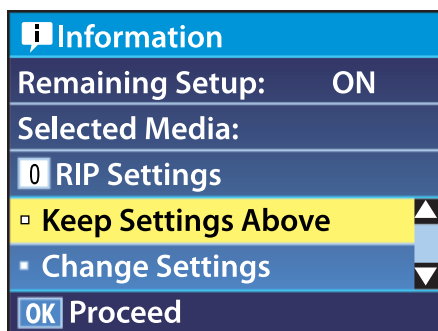 Information
Remaining Setup: ON
Selected Media:
0 RIP Settings
Keep Settings Above
Change Settings
OK Proceed